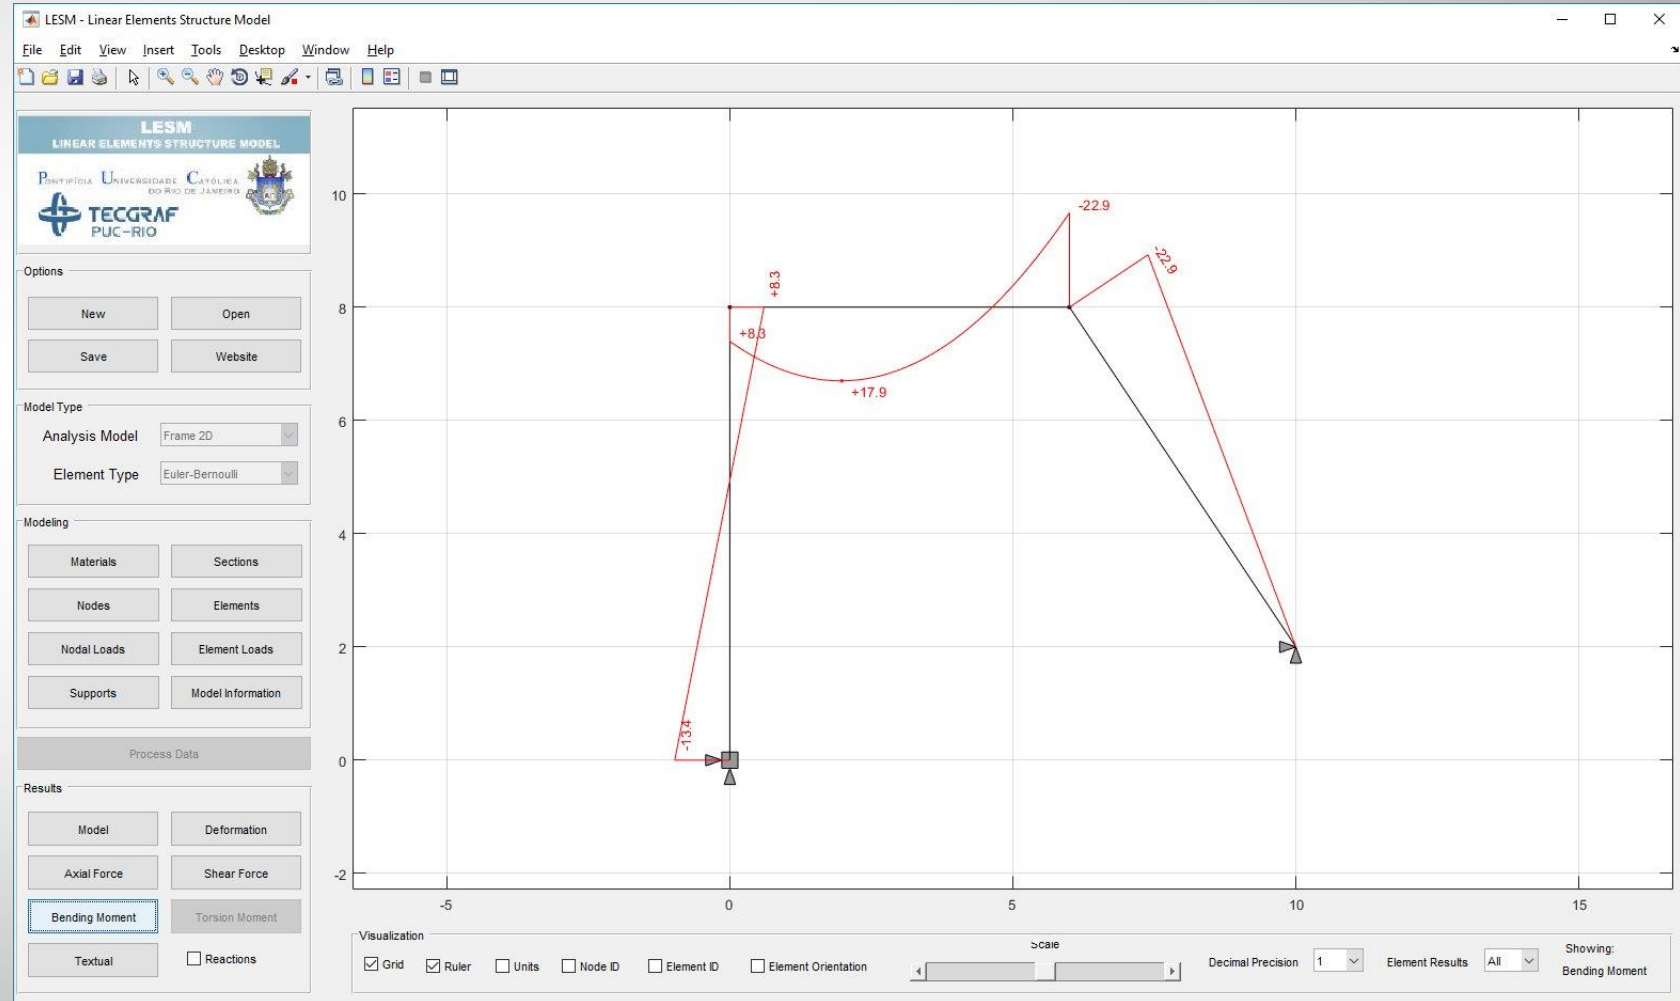 LESM - Linear Elements Structure Model
File Edit View Insert Tools Desktop Window Help
LESM
LINEAR ELEMENTS STRUCTURE MODEL
PONTIFÍCIA UNIVERSIDADE CATÓLICA
DO RIO DE JANEIRO
TECGRAF
PUC-RIO
Options
New Open
Save Website
Model Type
Analysis Model Frame 2D
Element Type Euler-Bernoulli
Modeling
Materials Sections
Nodes Elements
Nodal Loads Element Loads
Supports Model Information
Process Data
Results
Model Deformation
Axial Force Shear Force
Bending Moment Torsion Moment
Textual Reactions
10
8
6
4
2
0
-2
-5 0 5 10 15
-22.9
-22.9
+8.3
+8.3
+17.9
-13.4
Visualization
Grid Ruler Units Node ID Element ID Element Orientation
Scale
Decimal Precision 1
Element Results All
Showing:
Bending Moment